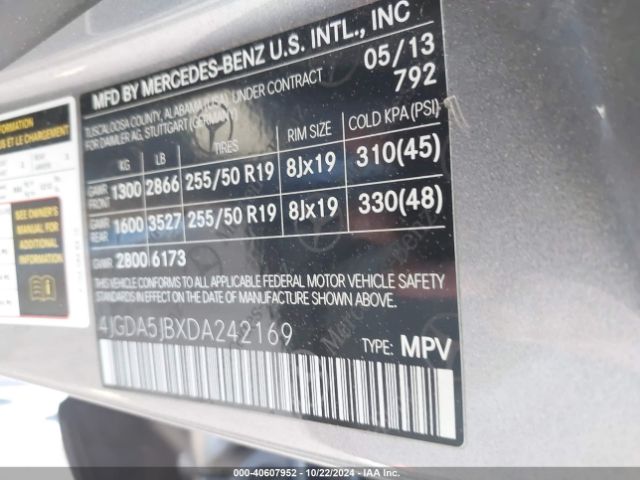 MFD BY MERCEDES-BENZ U.S. INTL., INC
TUSCALOOSA COUNTY, ALABAMA (USA), UNDER CONTRACT
FOR DAIMLER AG, STUTTGART (GERMANY)
05/13
792
KG LB TIRES RIM SIZE COLD KPA (PSI)
GAWR FRONT 1300 2866 255/50 R19 8Jx19 310(45)
GAWR REAR 1600 3527 255/50 R19 8Jx19 330(48)
GWR 2800 6173
THIS VEHICLE CONFORMS TO ALL APPLICABLE FEDERAL MOTOR VEHICLE SAFETY
STANDARDS IN EFFECT ON THE DATE OF MANUFACTURE SHOWN ABOVE.
4JGDA5JBXDA242169
TYPE: MPV
SEE OWNER'S
MANUAL FOR
ADDITIONAL
INFORMATION
000-40607952 - 10/22/2024 - IAA Inc.